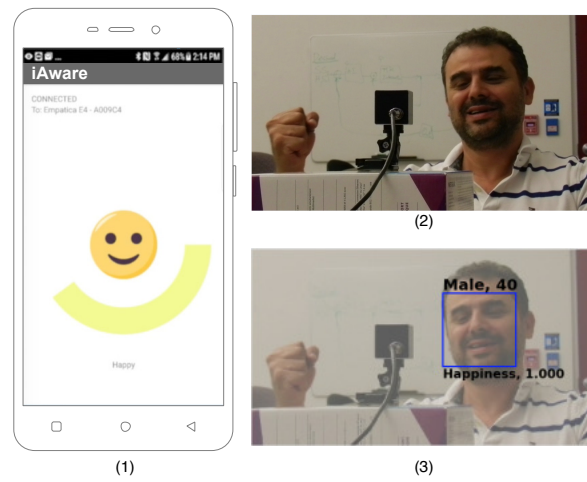 68% 2:14 PM
iAware
CONNECTED
To: Empatica E4 - A009C4
Happy
(1)
(2)
Male, 40
Happiness, 1.000
(3)